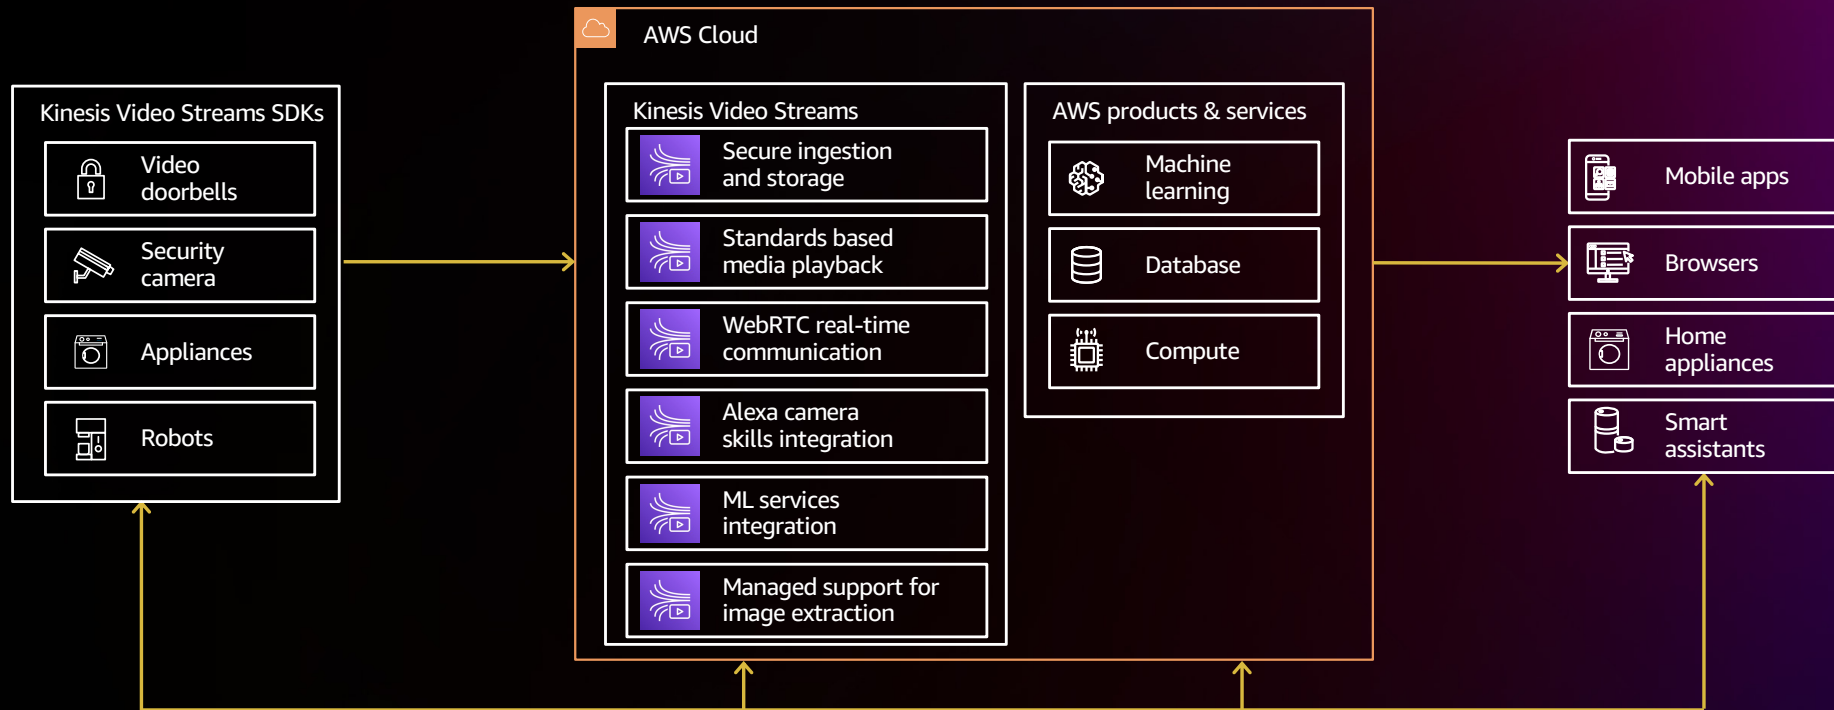 AWS Cloud
Kinesis Video Streams SDKs
Video
doorbells
Security
camera
Appliances
Robots
Kinesis Video Streams
Secure ingestion
and storage
Standards based
media playback
WebRTC real-time
communication
Alexa camera
skills integration
ML services
integration
Managed support for
image extraction
AWS products & services
Machine
learning
Database
Compute
Mobile apps
Browsers
Home
appliances
Smart
assistants